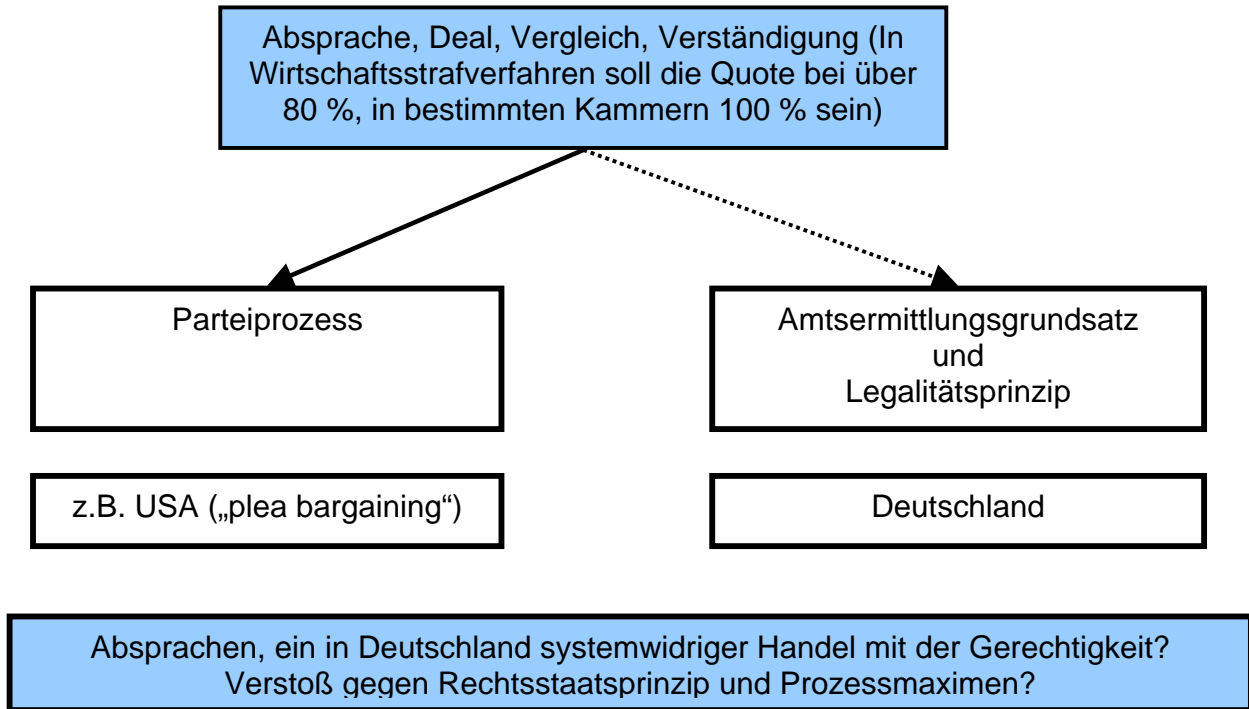 Absprache, Deal, Vergleich, Verständigung (In
Wirtschaftsstrafverfahren soll die Quote bei über
80 %, in bestimmten Kammern 100 % sein)
Parteiprozess
Amtsermittlungsgrundsatz
und
Legalitätsprinzip
z.B. USA („plea bargaining“)
Deutschland
Absprachen, ein in Deutschland systemwidriger Handel mit der Gerechtigkeit?
Verstoß gegen Rechtsstaatsprinzip und Prozessmaximen?